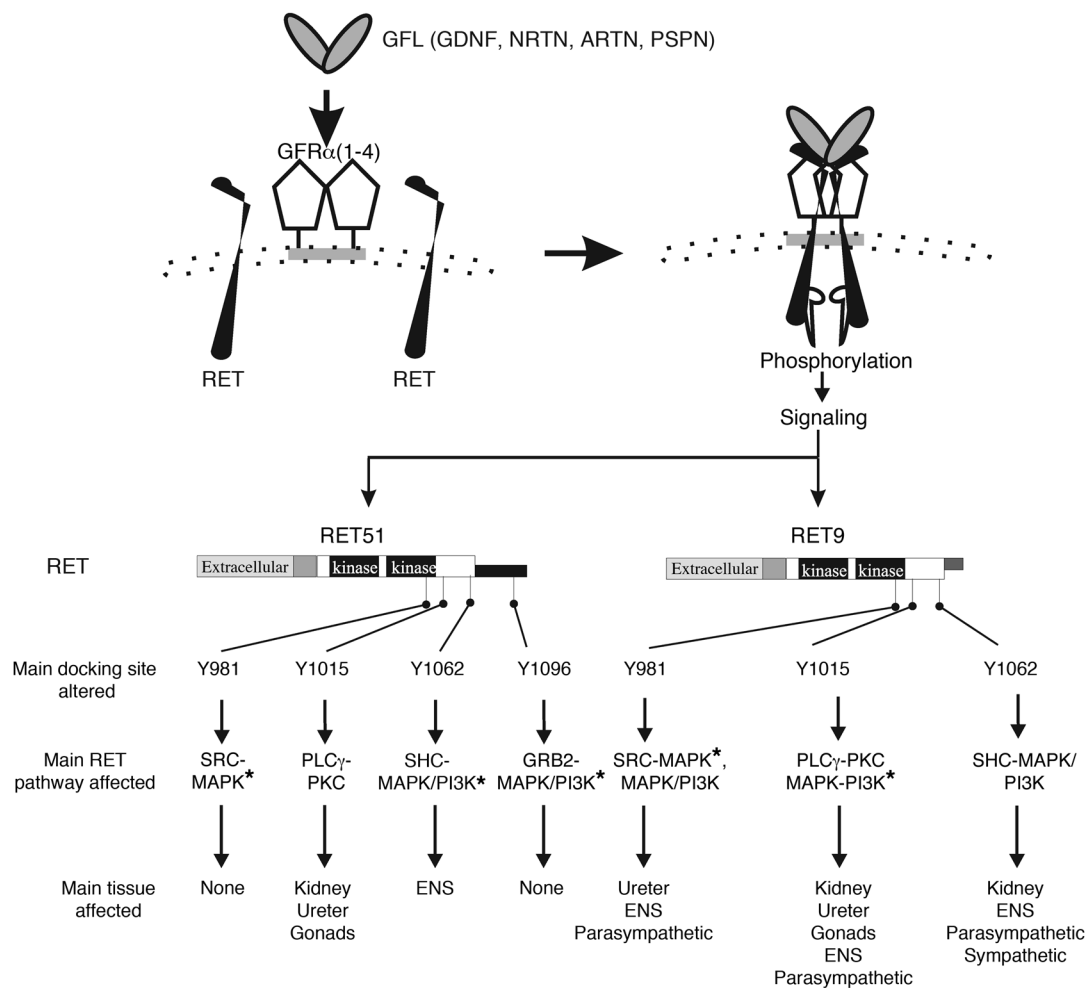 GFL (GDNF, NRTN, ARTN, PSPN)
GFRα(1-4)
RET
RET
Phosphorylation
Signaling
RET51
RET9
RET
Extracellular
kinase
kinase
Extracellular
kinase
kinase
Main docking site
altered
Y981
Y1015
Y1062
Y1096
Y981
Y1015
Y1062
Main RET
pathway affected
SRC-
MAPK*
PLCγ-
PKC
SHC-
MAPK/PI3K*
GRB2-
MAPK/PI3K*
SRC-MAPK*,
MAPK/PI3K
PLCγ-PKC
MAPK-PI3K*
SHC-MAPK/
PI3K
Main tissue
affected
None
Kidney
Ureter
Gonads
ENS
None
Ureter
ENS
Parasympathetic
Kidney
Ureter
Gonads
ENS
Parasympathetic
Kidney
ENS
Parasympathetic
Sympathetic